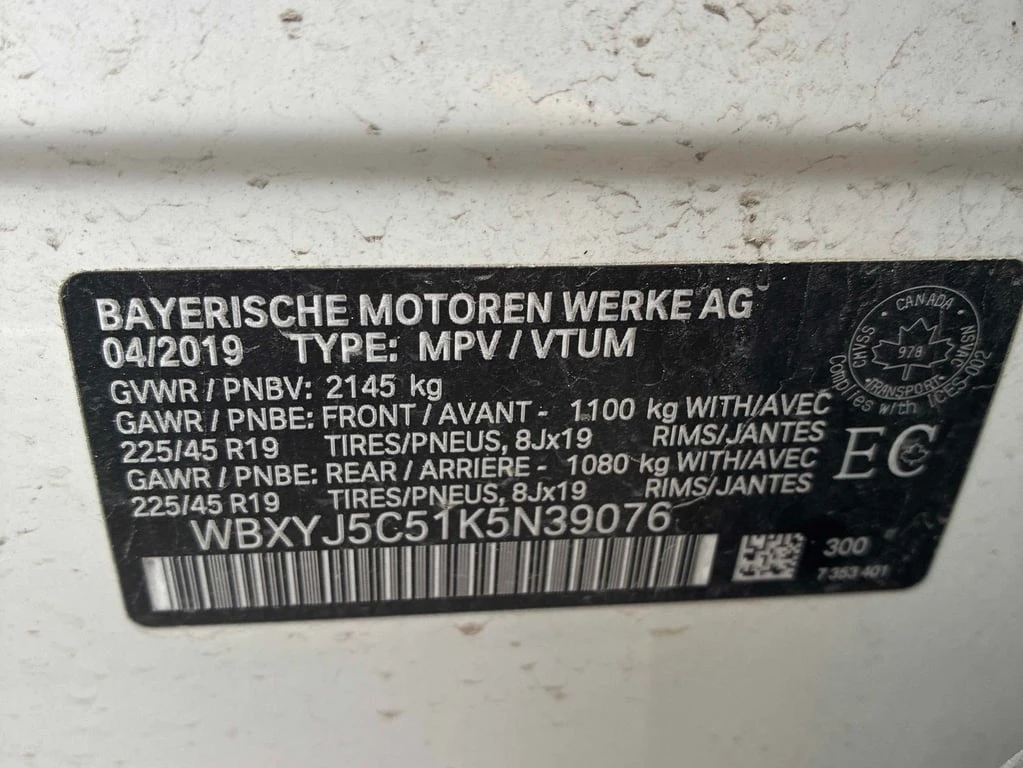 BAYERISCHE MOTOREN WERKE AG
04/2019 TYPE: MPV / VTUM
GVWR / PNBV: 2145 kg
GAWR / PNBE: FRONT / AVANT - 1100 kg WITH/AVEC
225/45 R19 TIRES/PNEUS, 8Jx19 RIMS/JANTES
GAWR / PNBE: REAR / ARRIÈRE - 1080 kg WITH/AVEC
225/45 R19 TIRES/PNEUS, 8Jx19 RIMS/JANTES
WBXYJ5C51K5N39076
300
7 353 401
CANADA
978
TRANSPORT
Complies with ICES-002
EC